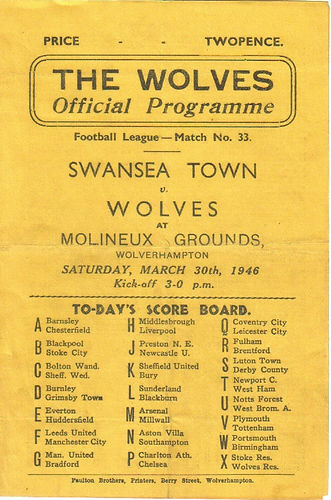 PRICE - - TWOPENCE.
THE WOLVES
Official Programme
Football League — Match No. 33.
SWANSEA TOWN
v.
WOLVES
AT
MOLINEUX GROUNDS,
WOLVERHAMPTON
SATURDAY, MARCH 30th, 1946
Kick-off 3-0 p.m.
TO-DAY'S SCORE BOARD.
A Barnsley
Chesterfield
B Blackpool
Stoke City
C Bolton Wand.
Sheff. Wed.
D Burnley
Grimsby Town
E Everton
Huddersfield
F Leeds United
Manchester City
G Man. United
Bradford
H Middlesbrough
Liverpool
J Preston N. E.
Newcastle U.
K Sheffield United
Bury
L Sunderland
Blackburn
M Arsenal
Millwall
N Aston Villa
Southampton
P Charlton Ath.
Chelsea
Q Coventry City
Leicester City
R Fulham
Brentford
S Luton Town
Derby County
T Newport C.
West Ham
U Notts Forest
West Brom. A.
V Plymouth
Tottenham
W Portsmouth
Birmingham
X Stoke Res.
Wolves Res.
Paulton Brothers, Printers, Berry Street, Wolverhampton.